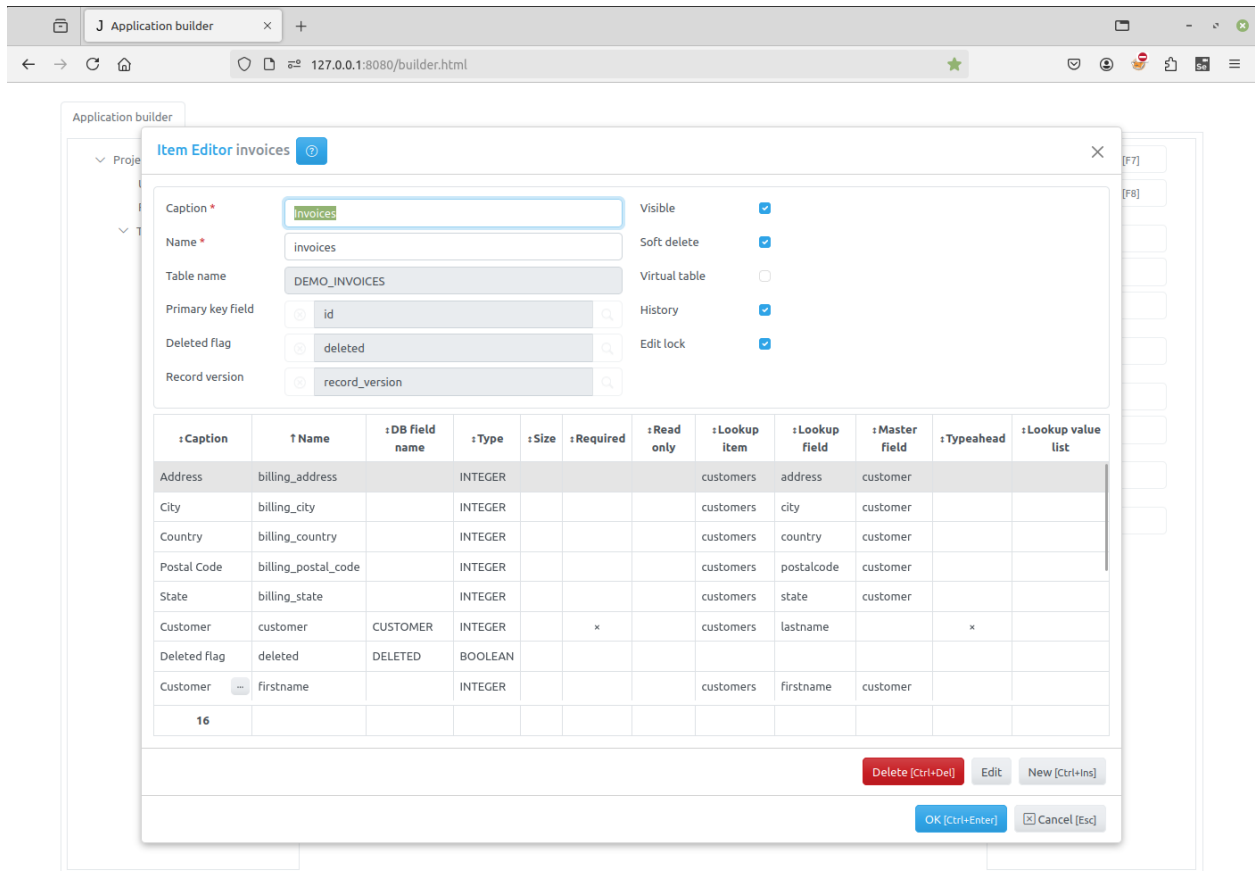 J Application builder
127.0.0.1:8080/builder.html
Se
Application builder
Item Editor invoices
Proje
[F7]
[F8]
Caption *
Invoices
Visible
Name *
invoices
Soft delete
Table name
DEMO_INVOICES
Virtual table
Primary key field
id
History
Deleted flag
deleted
Edit lock
Record version
record_version
Caption Name DB field name Type Size Required Read only Lookup item Lookup field Master field Typeahead Lookup value list
Address billing_address INTEGER customers address customer
City billing_city INTEGER customers city customer
Country billing_country INTEGER customers country customer
Postal Code billing_postal_code INTEGER customers postalcode customer
State billing_state INTEGER customers state customer
Customer customer CUSTOMER INTEGER × customers lastname ×
Deleted flag deleted DELETED BOOLEAN
Customer ... firstname INTEGER customers firstname customer
16
Delete [Ctrl+Del] Edit New [Ctrl+Ins]
OK [Ctrl+Enter] Cancel [Esc]